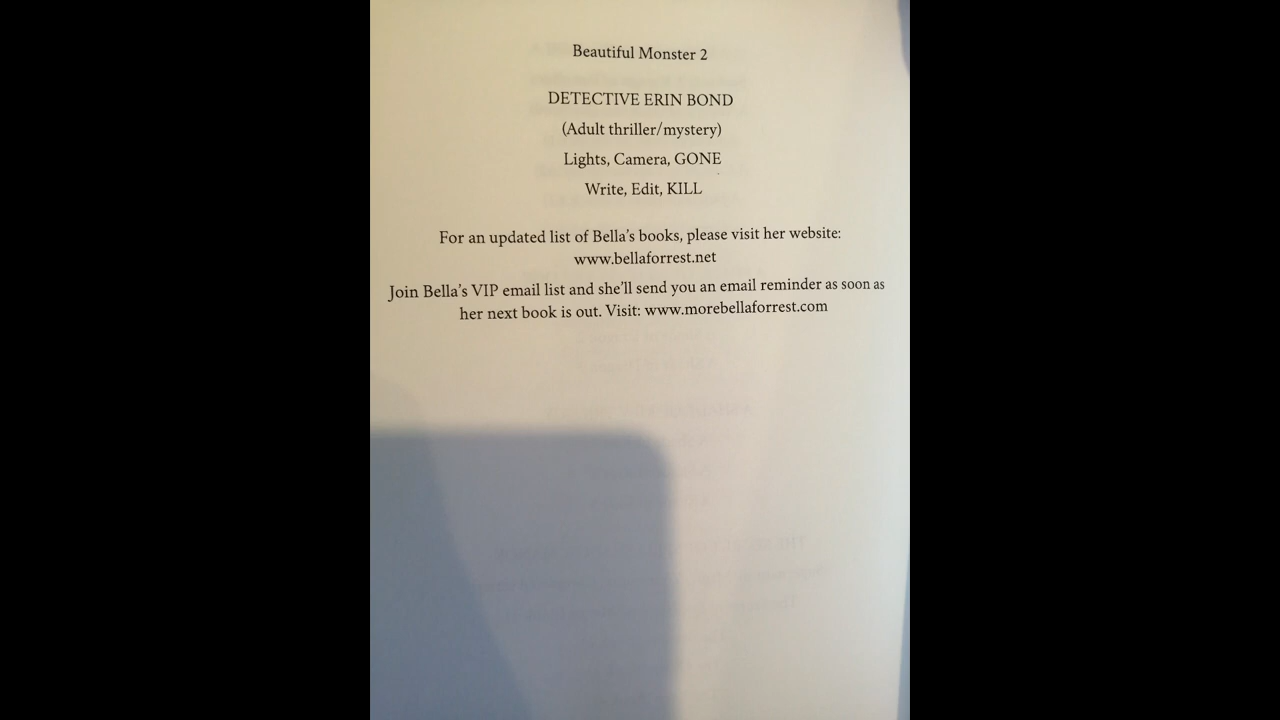 Beautiful Monster 2
DETECTIVE ERIN BOND
(Adult thriller/mystery)
Lights, Camera, GONE
Write, Edit, KILL
For an updated list of Bella's books, please visit her website:
www.bellaforrest.net
Join Bella's VIP email list and she'll send you an email reminder as soon as
her next book is out. Visit: www.morebellaforrest.com